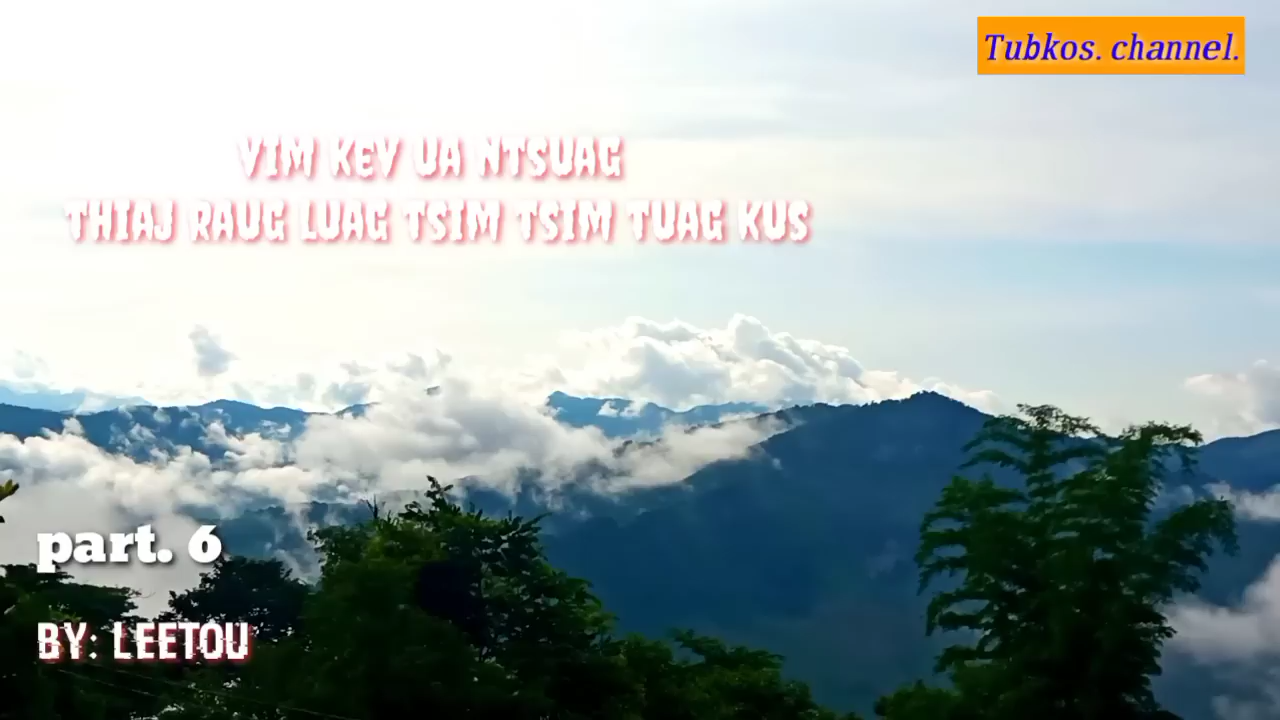 Tubkos. channel.
VIM KEV UA NTSUAG
THIAJ RAUG LUAG TSIM TSIM TUAG KUS
part. 6
BY: LEETOU